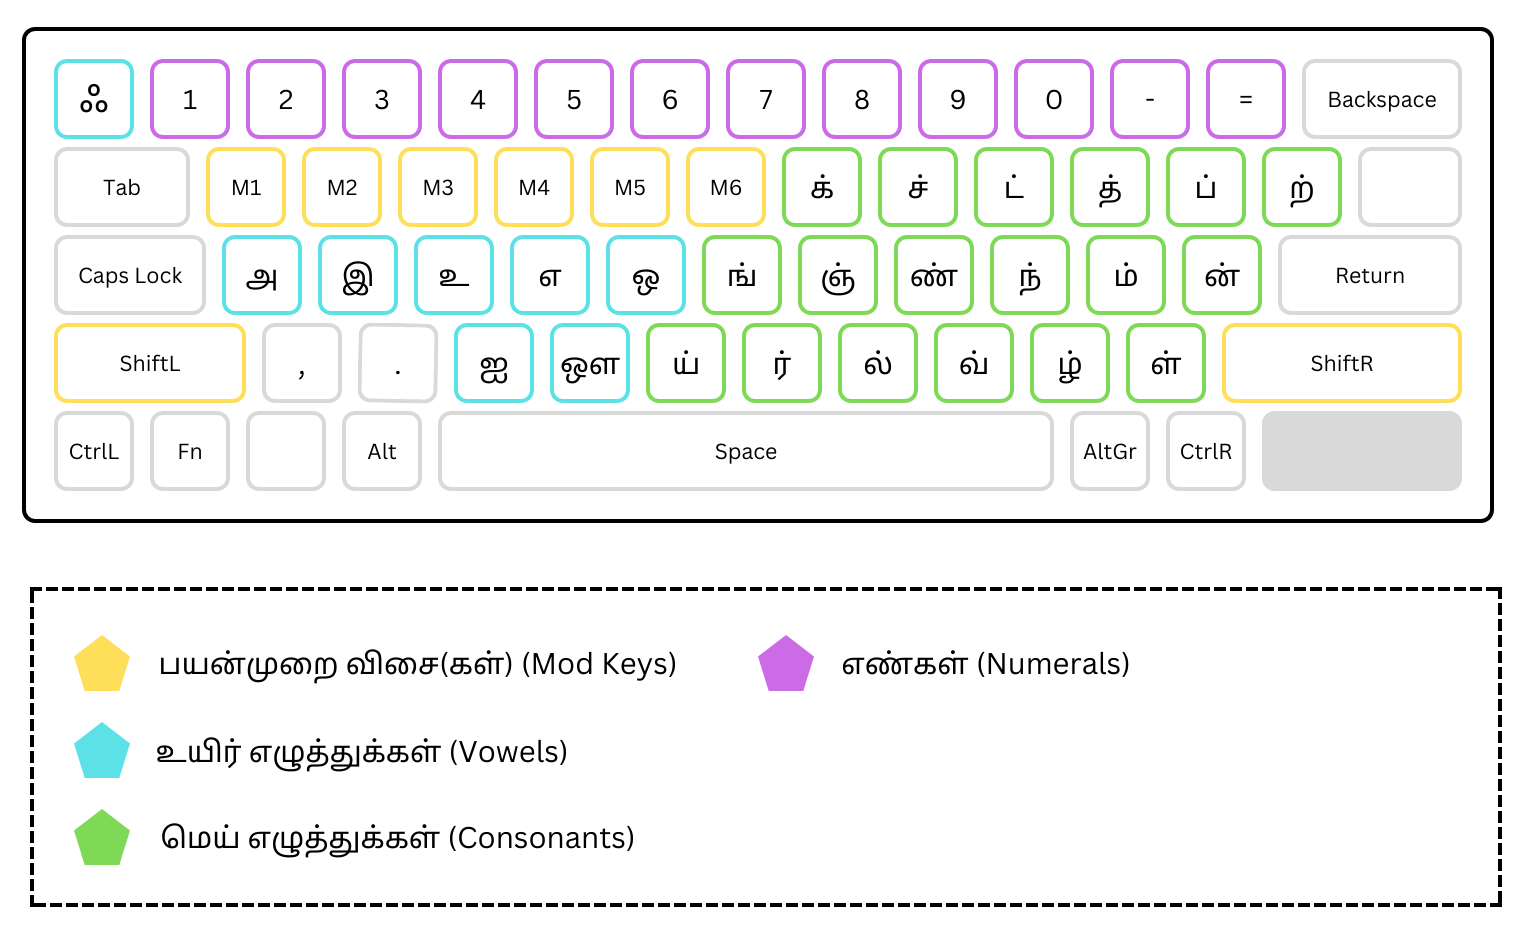 ஃ 1 2 3 4 5 6 7 8 9 0 - = Backspace
Tab M1 M2 M3 M4 M5 M6 க் ச் ட் த் ப் ற்
Caps Lock அ இ உ எ ஒ ங் ஞ் ண் ந் ம் ன் Return
ShiftL , . ஐ ஒள ய் ர் ல் வ் ழ் ள் ShiftR
CtrlL Fn Alt Space AltGr CtrlR
பயன்முறை விசை(கள்) (Mod Keys) எண்கள் (Numerals)
உயிர் எழுத்துக்கள் (Vowels)
மெய் எழுத்துக்கள் (Consonants)